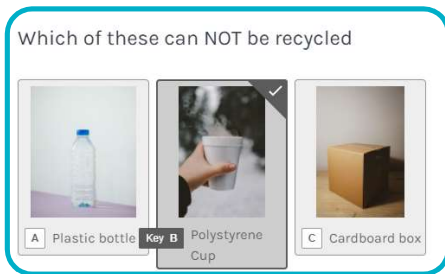 Which of these can NOT be recycled
A Plastic bottle
Key B Polystyrene
Cup
C Cardboard box